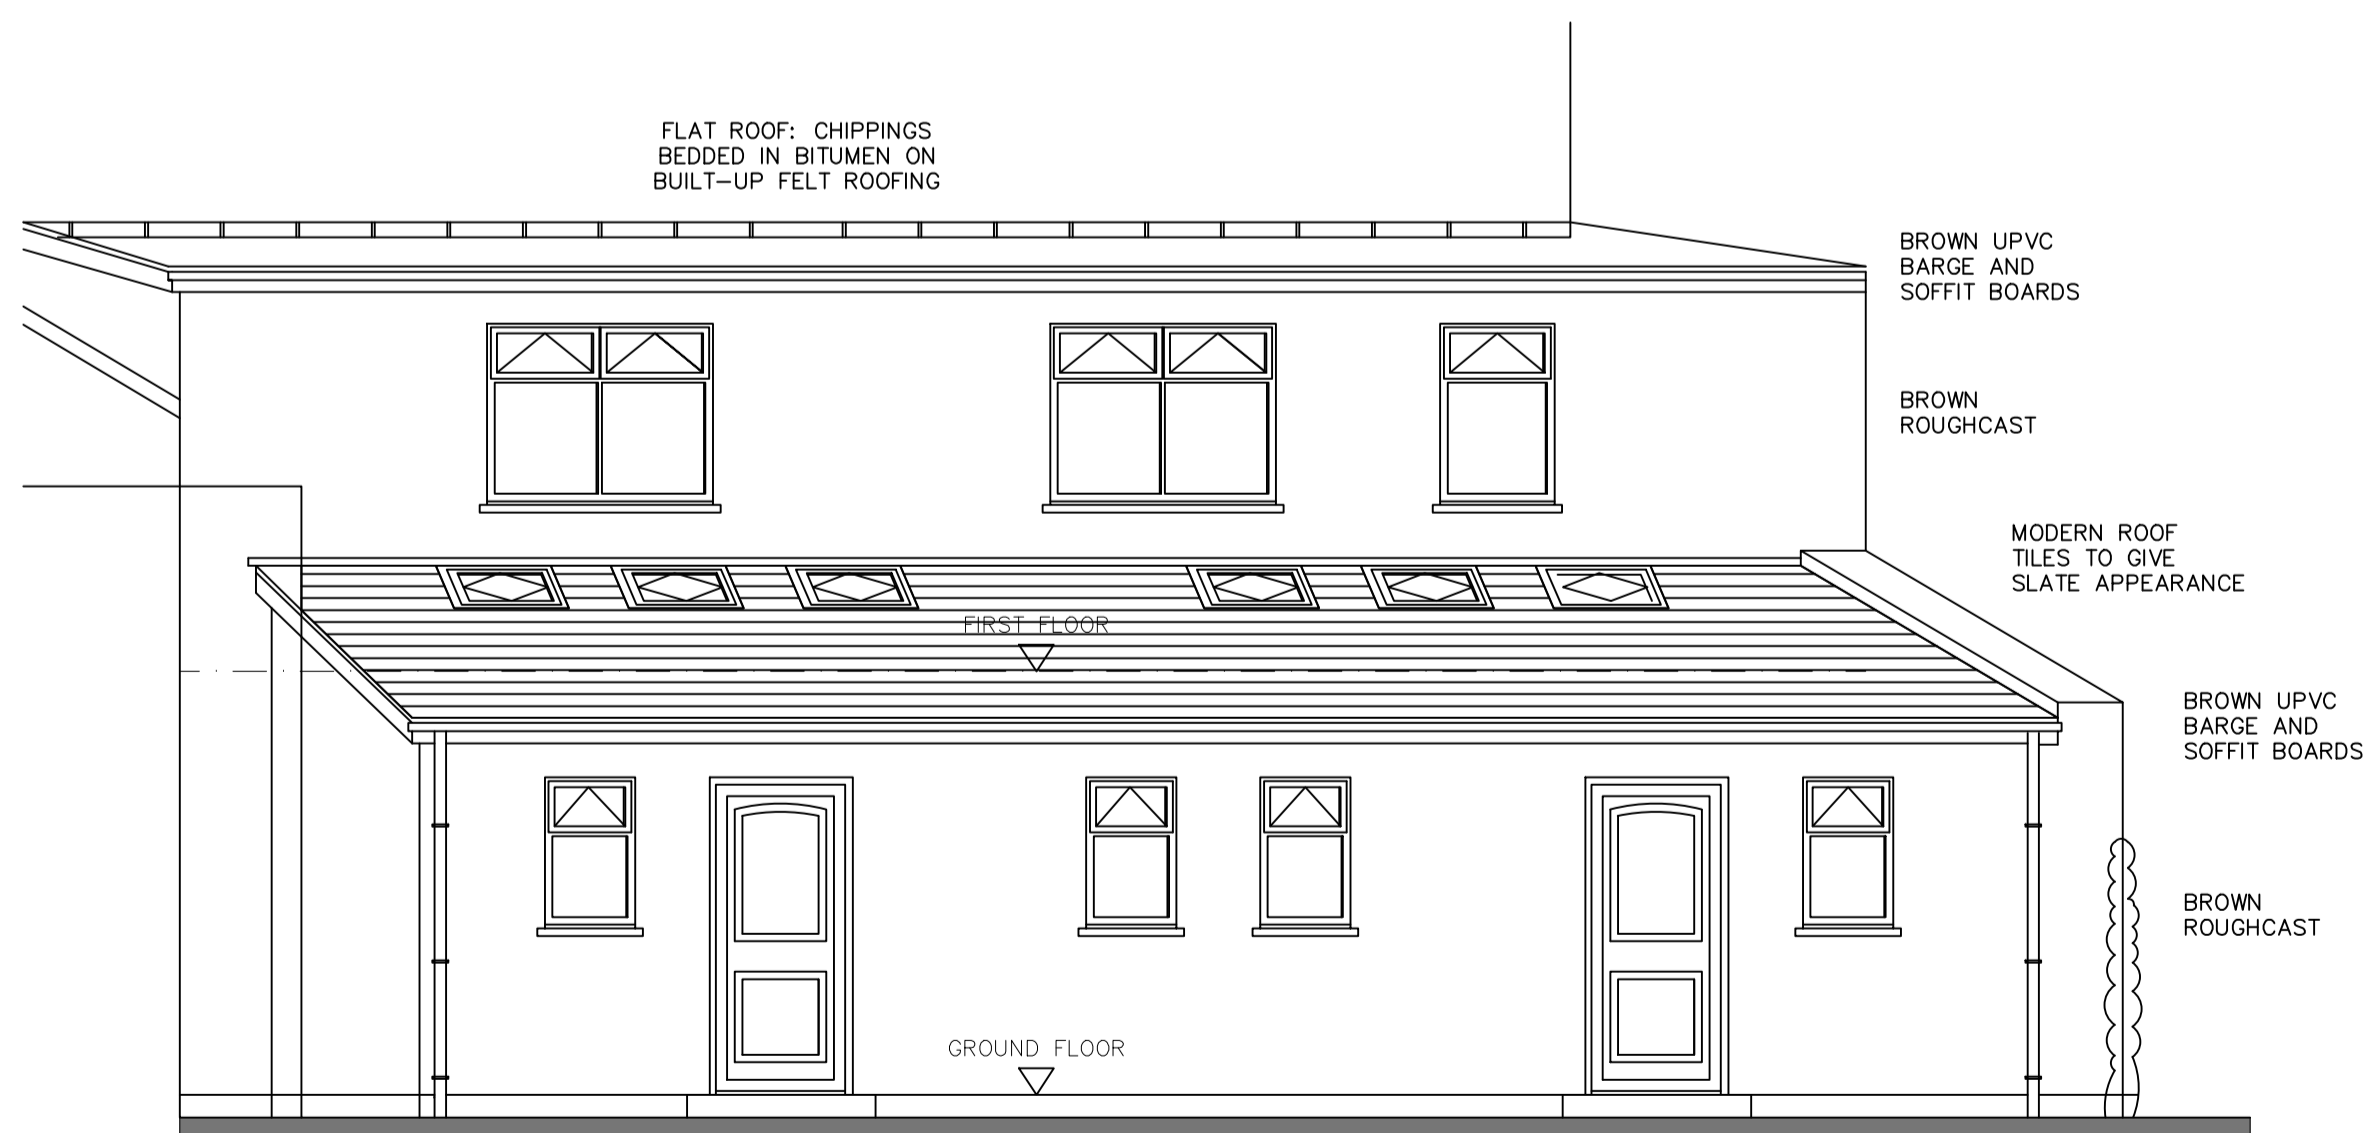 FLAT ROOF: CHIPPINGS
BEDDED IN BITUMEN ON
BUILT-UP FELT ROOFING
BROWN UPVC
BARGE AND
SOFFIT BOARDS
BROWN
ROUGHCAST
MODERN ROOF
TILES TO GIVE
SLATE APPEARANCE
FIRST FLOOR
BROWN UPVC
BARGE AND
SOFFIT BOARDS
BROWN
ROUGHCAST
GROUND FLOOR